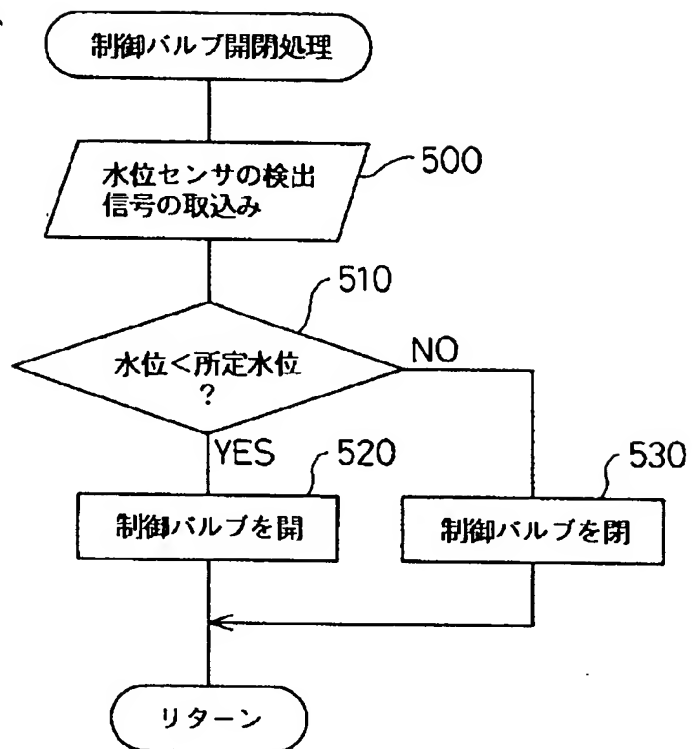 制御バルブ開閉処理
水位センサの検出
信号の取込み
500
510
水位<所定水位
?
NO
YES
520
530
制御バルブを開
制御バルブを閉
リターン